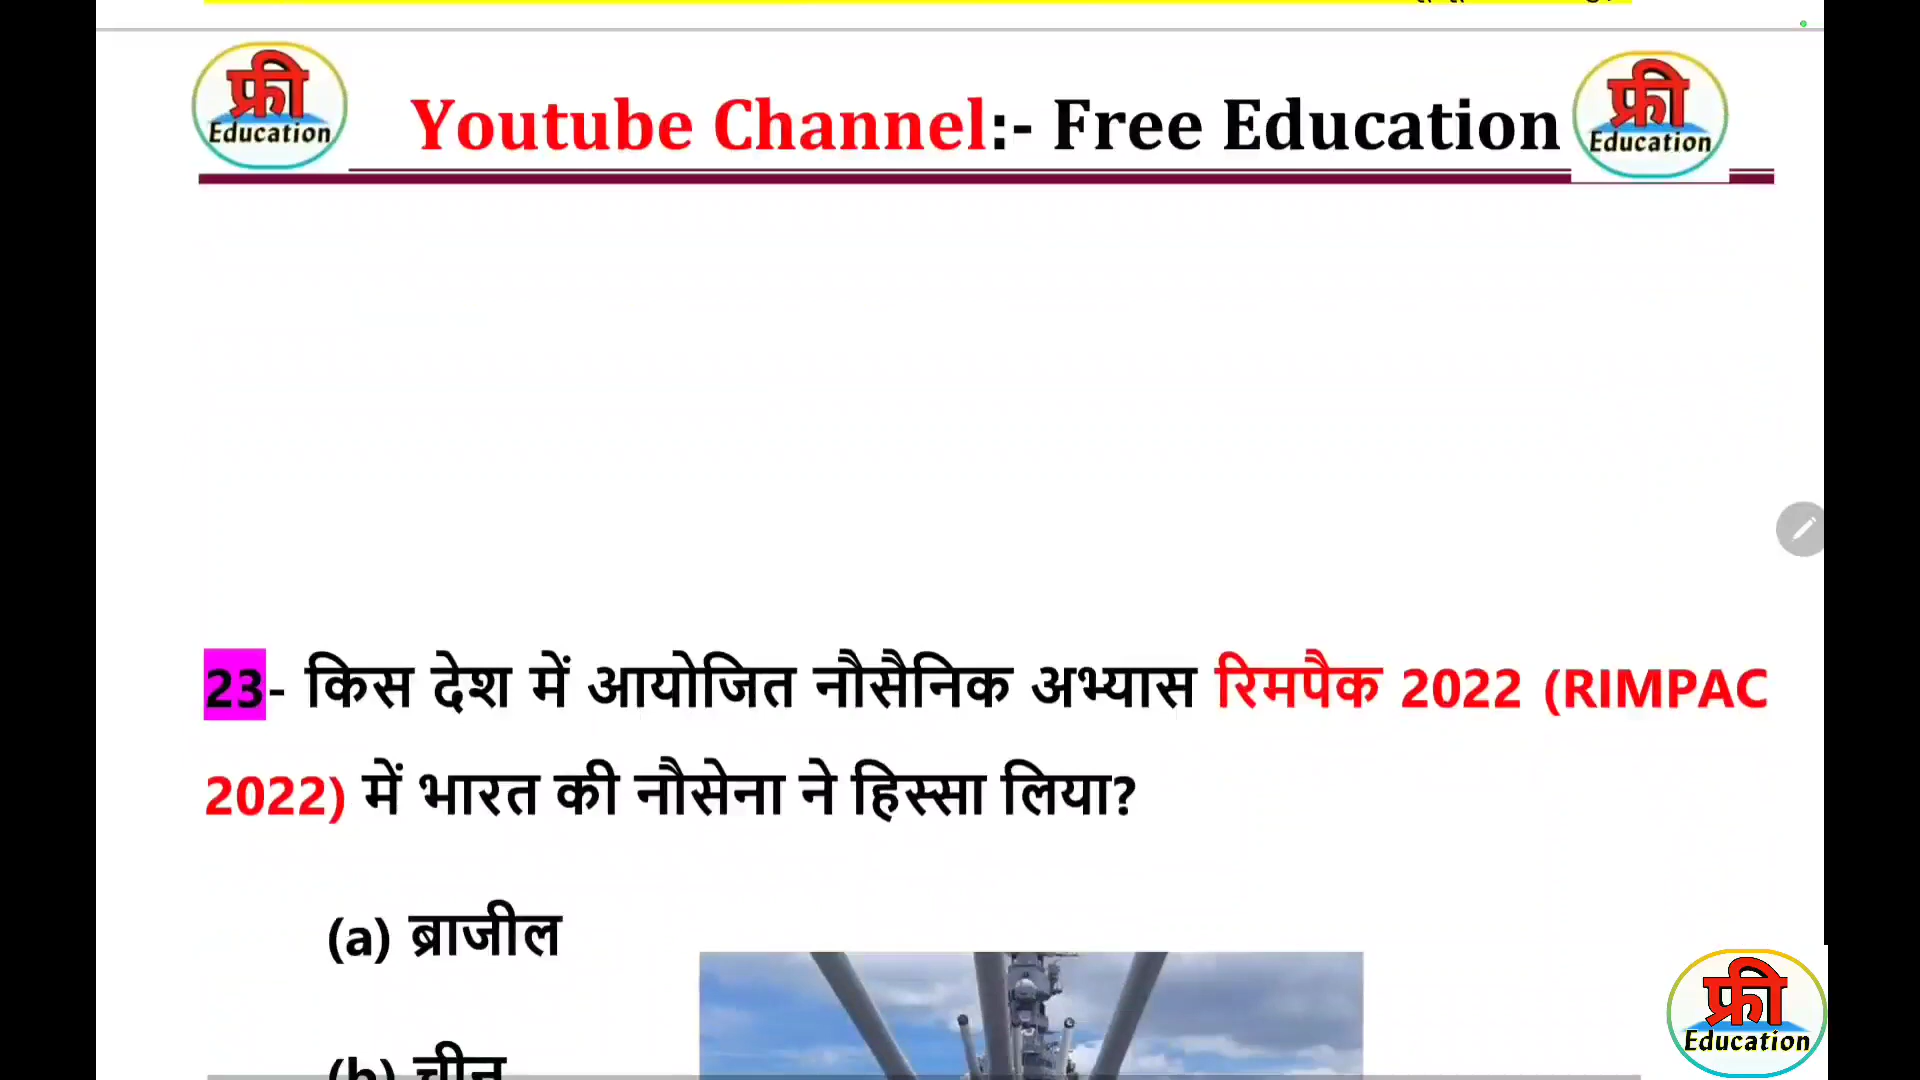 फ्री
Education
Youtube Channel:- Free Education
फ्री
Education
23- किस देश में आयोजित नौसैनिक अभ्यास रिमपैक 2022 (RIMPAC
2022) में भारत की नौसेना ने हिस्सा लिया?
(a) ब्राजील
(b) चीन
फ्री
Education